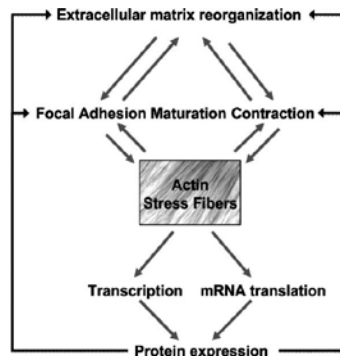 Extracellular matrix reorganization
Focal Adhesion Maturation Contraction
Actin
Stress Fibers
Transcription mRNA translation
Protein expression